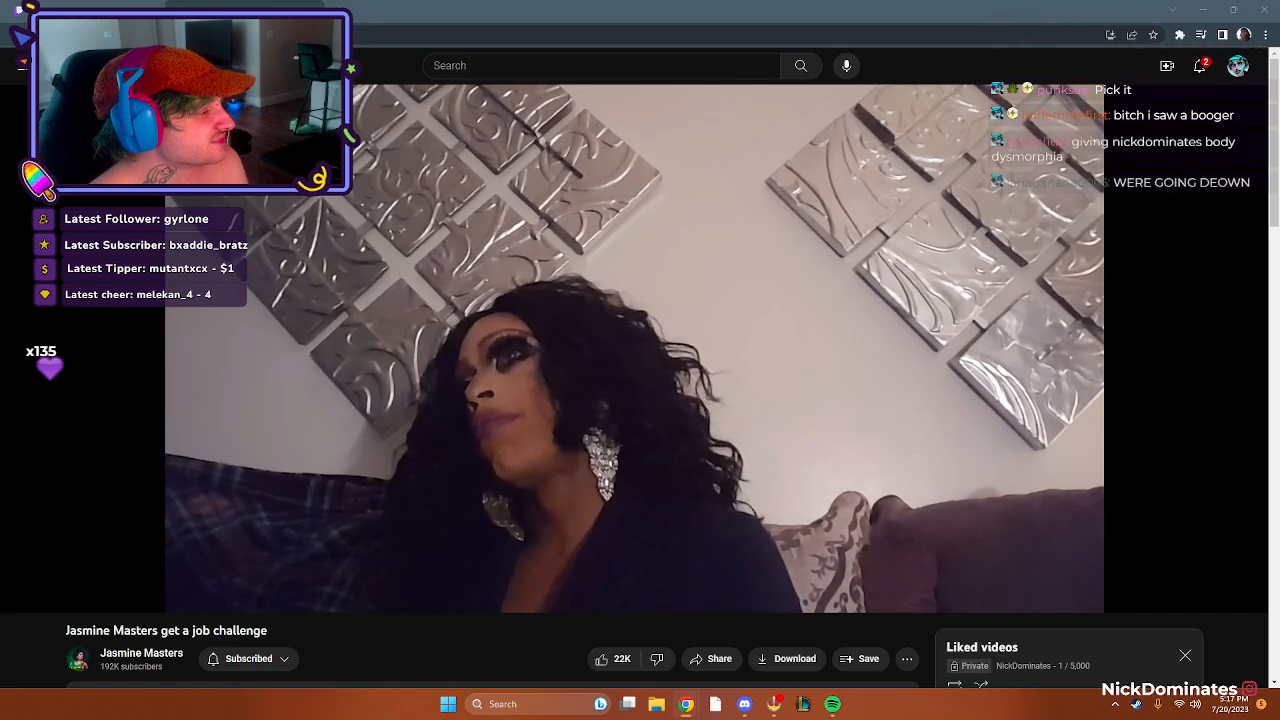 Search
2
Pick it
bitch i saw a booger
giving nickdominates body
dysmorphia
WERE GOING DEOWN
Latest Follower: gyrlone
Latest Subscriber: bxaddie_bratz
Latest Tipper: mutantxcx - $1
Latest cheer: melekan_4 - 4
x135
Jasmine Masters get a job challenge
Jasmine Masters
192K subscribers
Subscribed
22K
Share
Download
Save
Liked videos
Private
NickDominates - 1 / 5,000
NickDominates
Search
5:17 PM
7/20/2023